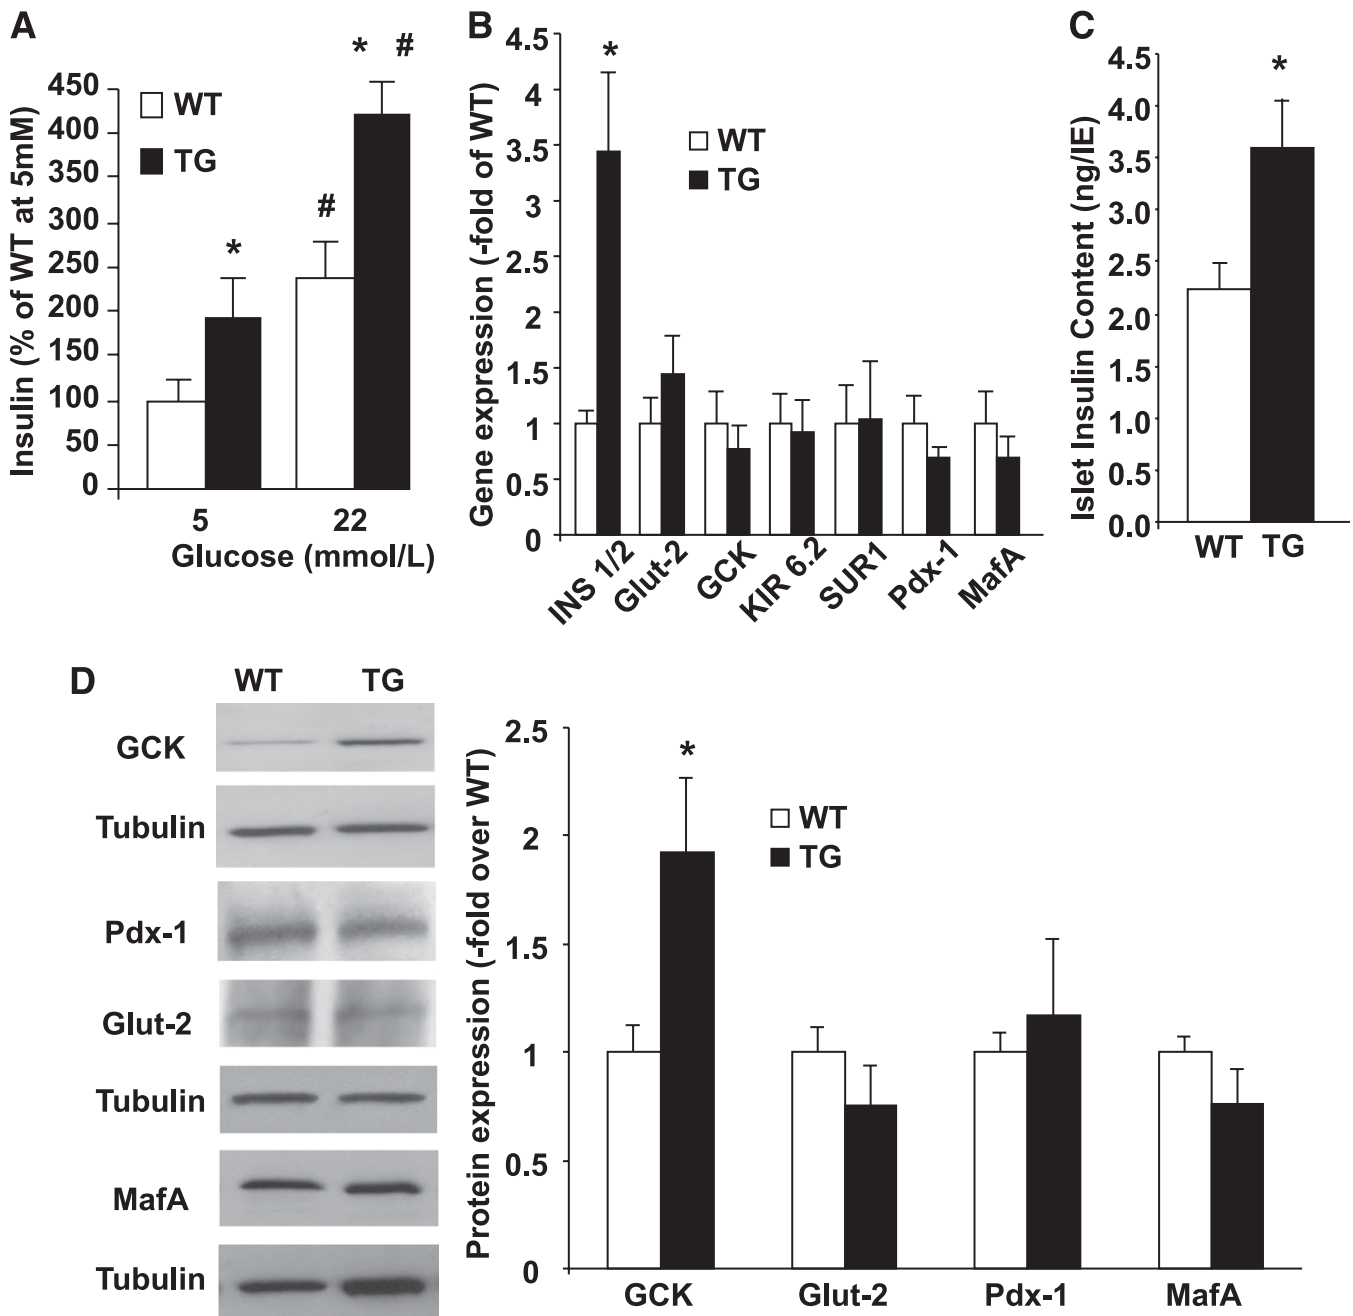 A
Insulin (% of WT at 5mM)
450
400
350
300
250
200
150
100
50
0
WT
TG
*
#
* #
5 22
Glucose (mmol/L)
B
Gene expression (-fold of WT)
4.5
4
3.5
3
2.5
2
1.5
1
0.5
0
*
WT
TG
INS 1/2
Glut-2
GCK
KIR 6.2
SUR1
Pdx-1
MafA
C
Islet Insulin Content (ng/IE)
4.5
4.0
3.5
3.0
2.5
2.0
1.5
1.0
0.5
0.0
*
WT TG
D
WT TG
GCK
Tubulin
Pdx-1
Glut-2
Tubulin
MafA
Tubulin
Protein expression (-fold over WT)
2.5
2
1.5
1
0.5
0
*
WT
TG
GCK Glut-2 Pdx-1 MafA